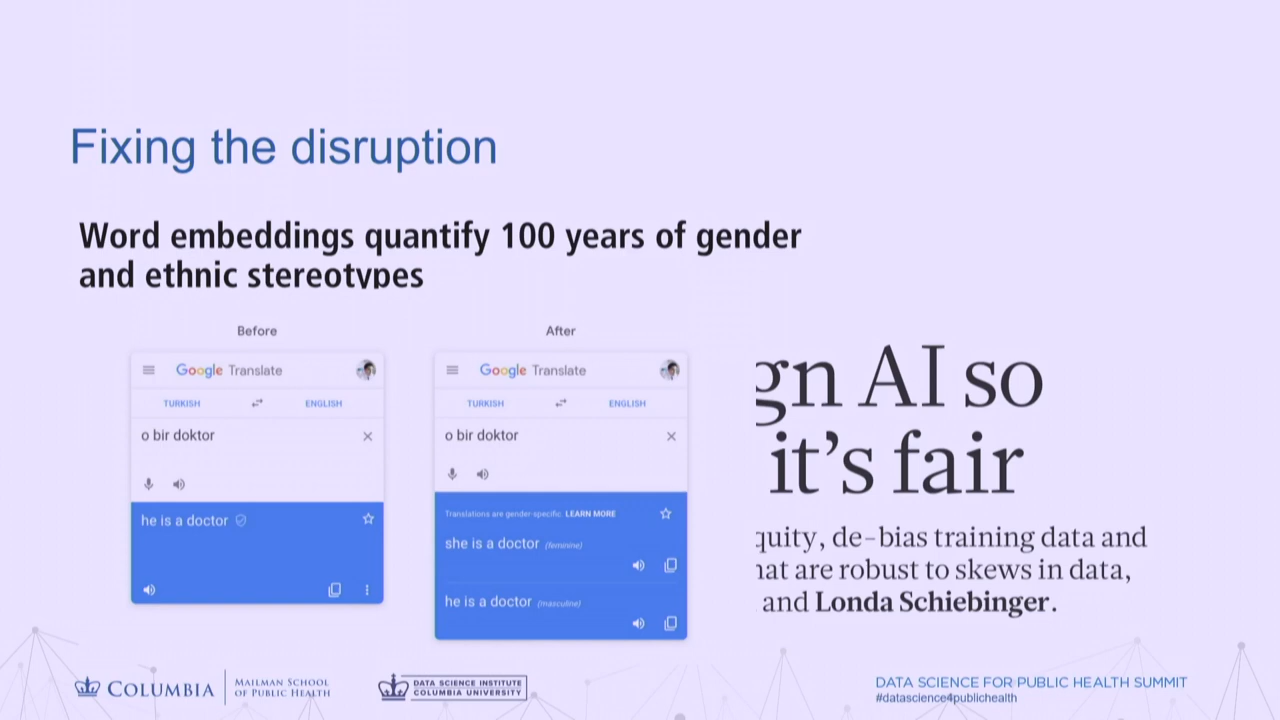 Fixing the disruption
Word embeddings quantify 100 years of gender
and ethnic stereotypes
Before
Google Translate
TURKISH
ENGLISH
o bir doktor
he is a doctor
After
Google Translate
TURKISH
ENGLISH
o bir doktor
Translations are gender-specific. LEARN MORE
she is a doctor (feminine)
he is a doctor (masculine)
gn AI so
it's fair
quity, de-bias training data and
hat are robust to skews in data,
and Londa Schiebinger.
COLUMBIA
MAILMAN SCHOOL
OF PUBLIC HEALTH
DATA SCIENCE INSTITUTE
COLUMBIA UNIVERSITY
DATA SCIENCE FOR PUBLIC HEALTH SUMMIT
#datascience4publichealth